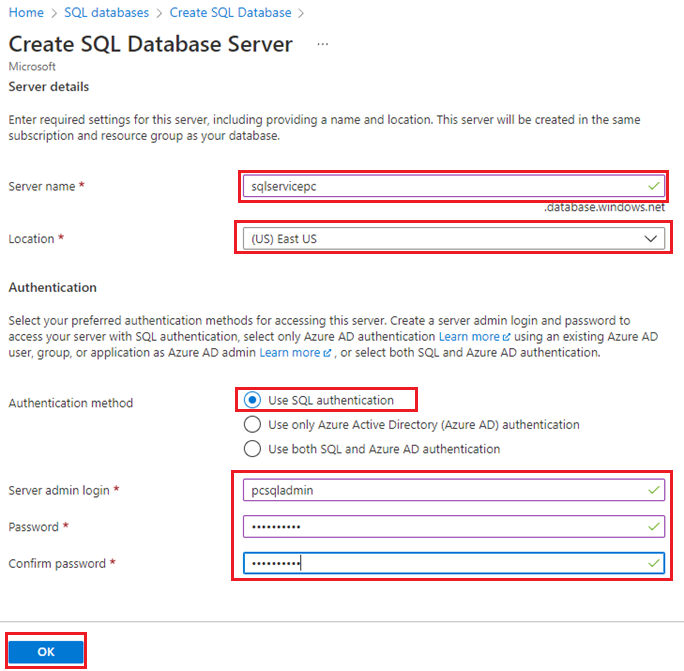 Home > SQL databases > Create SQL Database >
Create SQL Database Server ...
Microsoft
Server details
Enter required settings for this server, including providing a name and location. This server will be created in the same
subscription and resource group as your database.
Server name *
sqlservicepc
.database.windows.net
Location *
(US) East US
Authentication
Select your preferred authentication methods for accessing this server. Create a server admin login and password to
access your server with SQL authentication, select only Azure AD authentication Learn more using an existing Azure AD
user, group, or application as Azure AD admin Learn more , or select both SQL and Azure AD authentication.
Authentication method
Use SQL authentication
Use only Azure Active Directory (Azure AD) authentication
Use both SQL and Azure AD authentication
Server admin login *
pcsqladmin
Password *
••••••••••
Confirm password *
••••••••••
OK